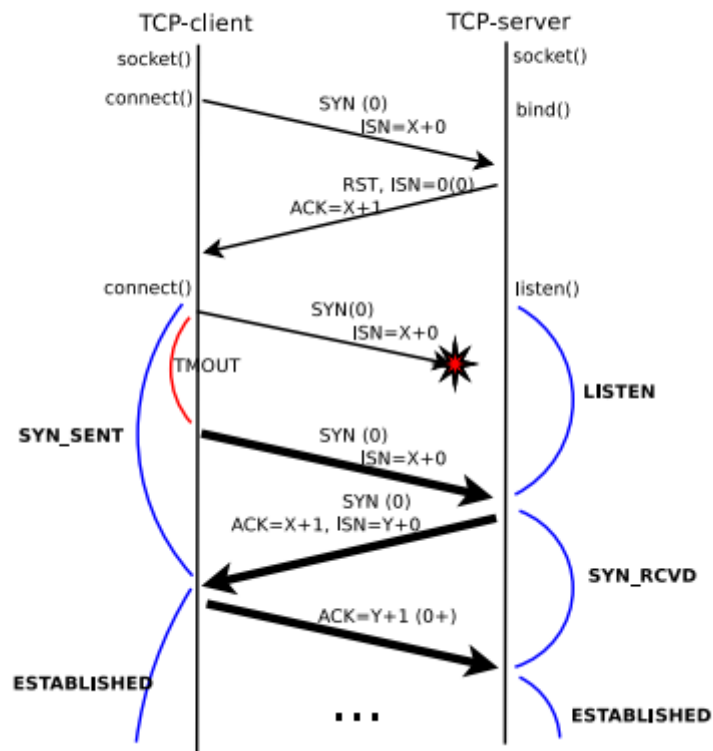 TCP-client TCP-server
socket() socket()
connect() SYN (0) bind()
ISN=X+0
RST, ISN=0(0)
ACK=X+1
connect() listen()
SYN(0)
ISN=X+0
TMOUT
LISTEN
SYN_SENT SYN (0)
ISN=X+0
SYN (0)
ACK=X+1, ISN=Y+0
SYN_RCVD
ACK=Y+1 (0+)
ESTABLISHED
... ESTABLISHED